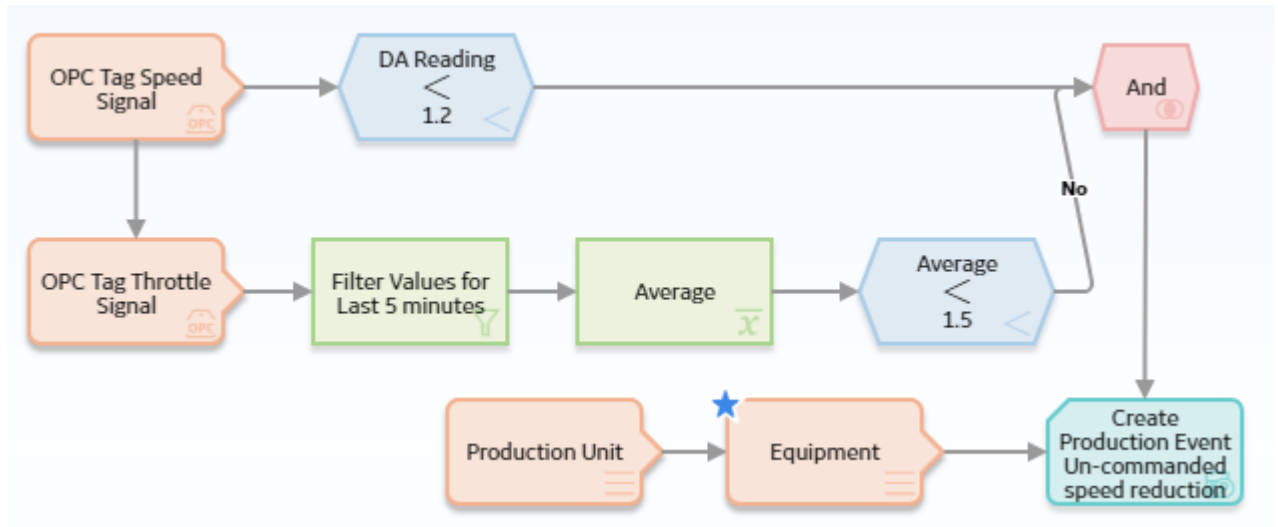 OPC Tag Speed
Signal
OPC
DA Reading
<
1.2
<
And
No
OPC Tag Throttle
Signal
OPC
Filter Values for
Last 5 minutes
Average
x
Average
<
1.5
<
Production Unit
Equipment
Create
Production Event
Un-commanded
speed reduction